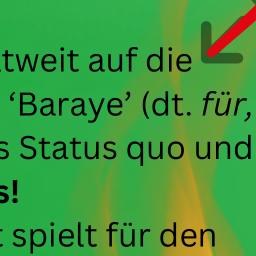 tweit auf die
‘Baraye’ (dt. für,
s Status quo und
s!
t spielt für den